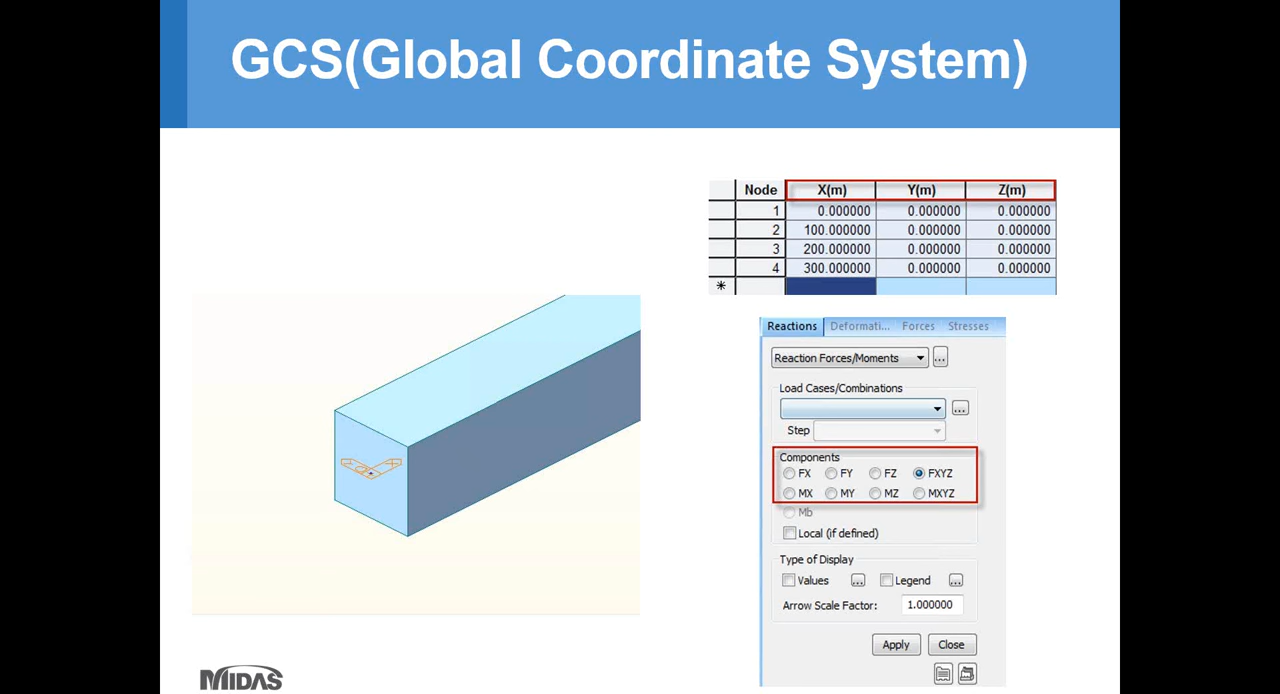 GCS(Global Coordinate System)
Node X(m) Y(m) Z(m)
1 0.000000 0.000000 0.000000
2 100.000000 0.000000 0.000000
3 200.000000 0.000000 0.000000
4 300.000000 0.000000 0.000000
*
Reactions Deformati... Forces Stresses
Reaction Forces/Moments ...
Load Cases/Combinations
...
Step
Components
FX FY FZ FXYZ
MX MY MZ MXYZ
Mb
Local (if defined)
Type of Display
Values ... Legend ...
Arrow Scale Factor: 1.000000
Apply Close
MIDAS